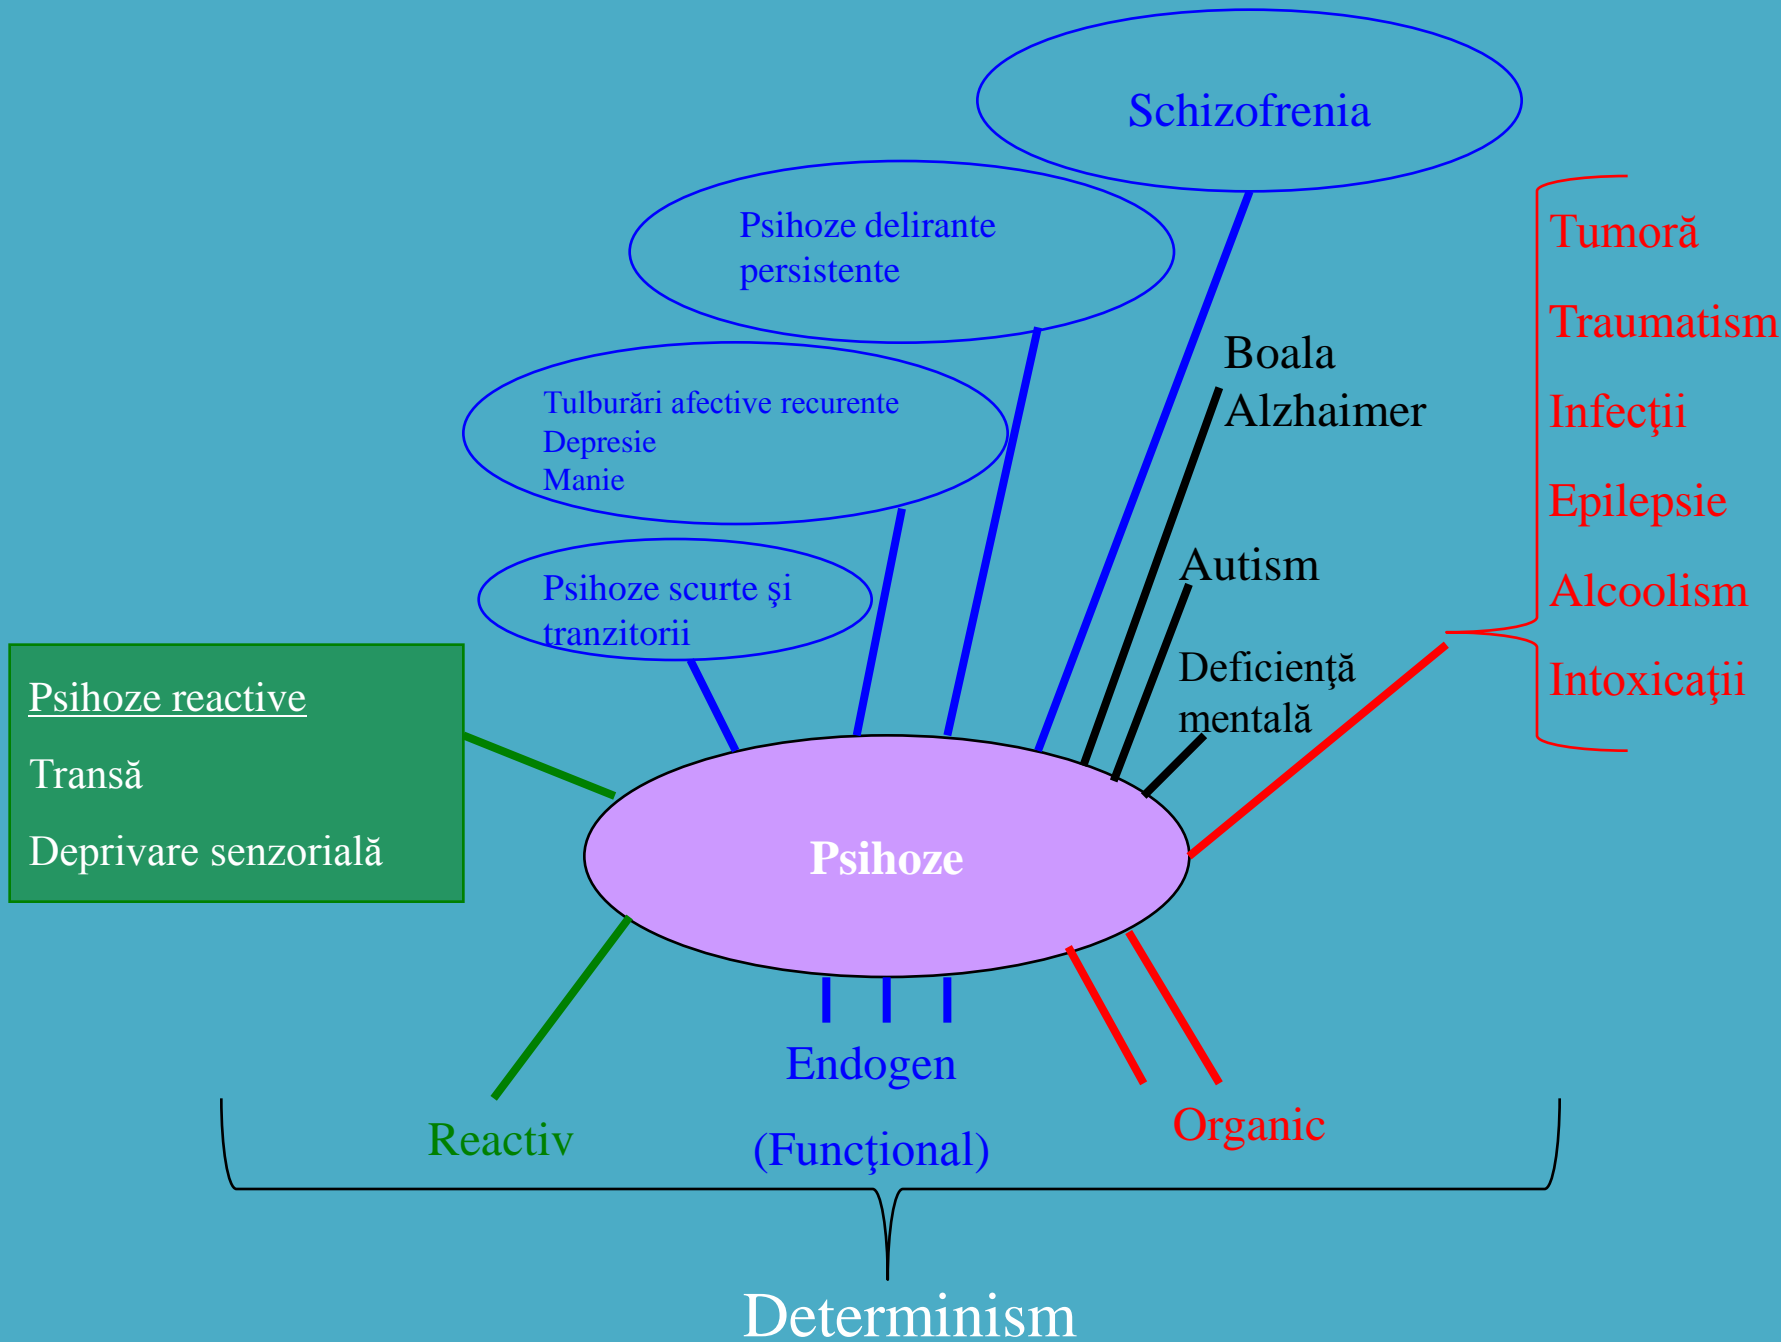 Schizofrenia
Psihoze delirante
persistente
Tulburări afective recurente
Depresie
Manie
Psihoze scurte şi
tranzitorii
Psihoze reactive
Transă
Deprivare senzorială
Boala
Alzhaimer
Autism
Deficienţă
mentală
Tumoră
Traumatism
Infecţii
Epilepsie
Alcoolism
Intoxicaţii
Psihoze
Reactiv
Endogen
(Funcţional)
Organic
Determinism